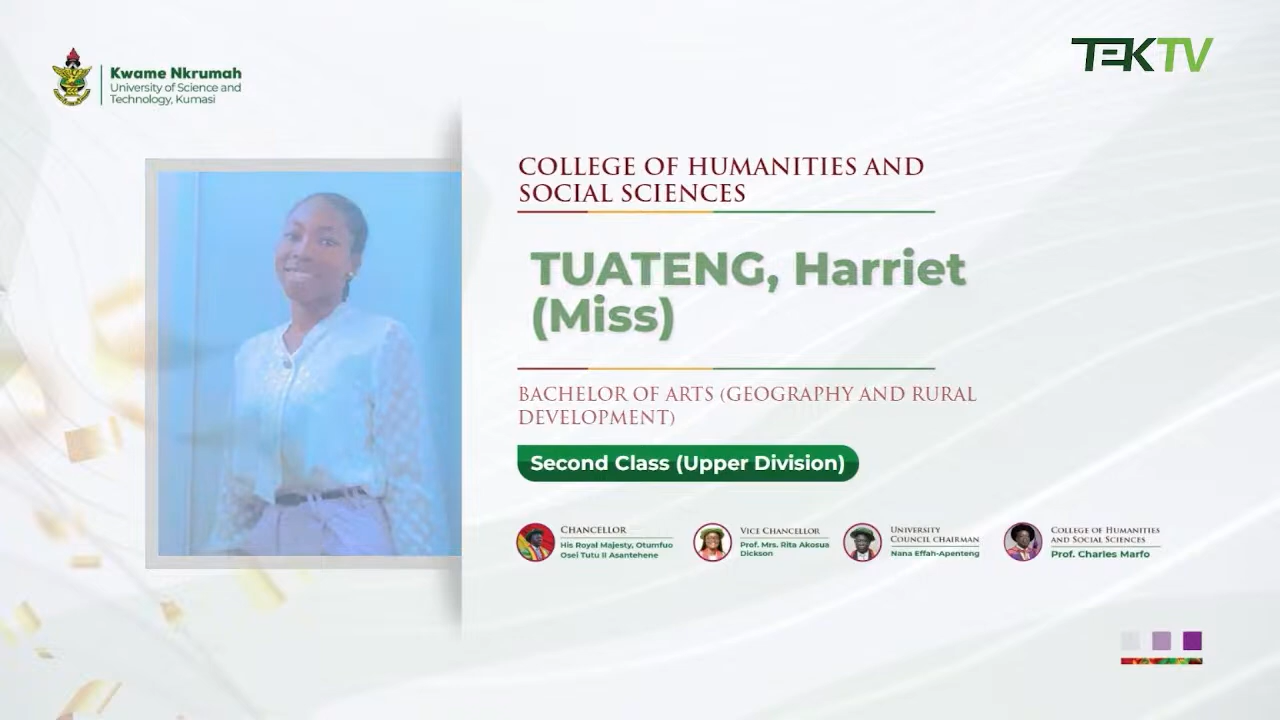 Kwame Nkrumah
University of Science and
Technology, Kumasi
TEKTV
COLLEGE OF HUMANITIES AND
SOCIAL SCIENCES
TUATENG, Harriet
(Miss)
BACHELOR OF ARTS (GEOGRAPHY AND RURAL
DEVELOPMENT)
Second Class (Upper Division)
CHANCELLOR
His Royal Majesty, Otumfuo
Osei Tutu II Asantehene
VICE CHANCELLOR
Prof. Mrs. Rita Akosua
Dickson
UNIVERSITY
COUNCIL CHAIRMAN
Nana Effah-Apenteng
COLLEGE OF HUMANITIES
AND SOCIAL SCIENCES
Prof. Charles Marfo